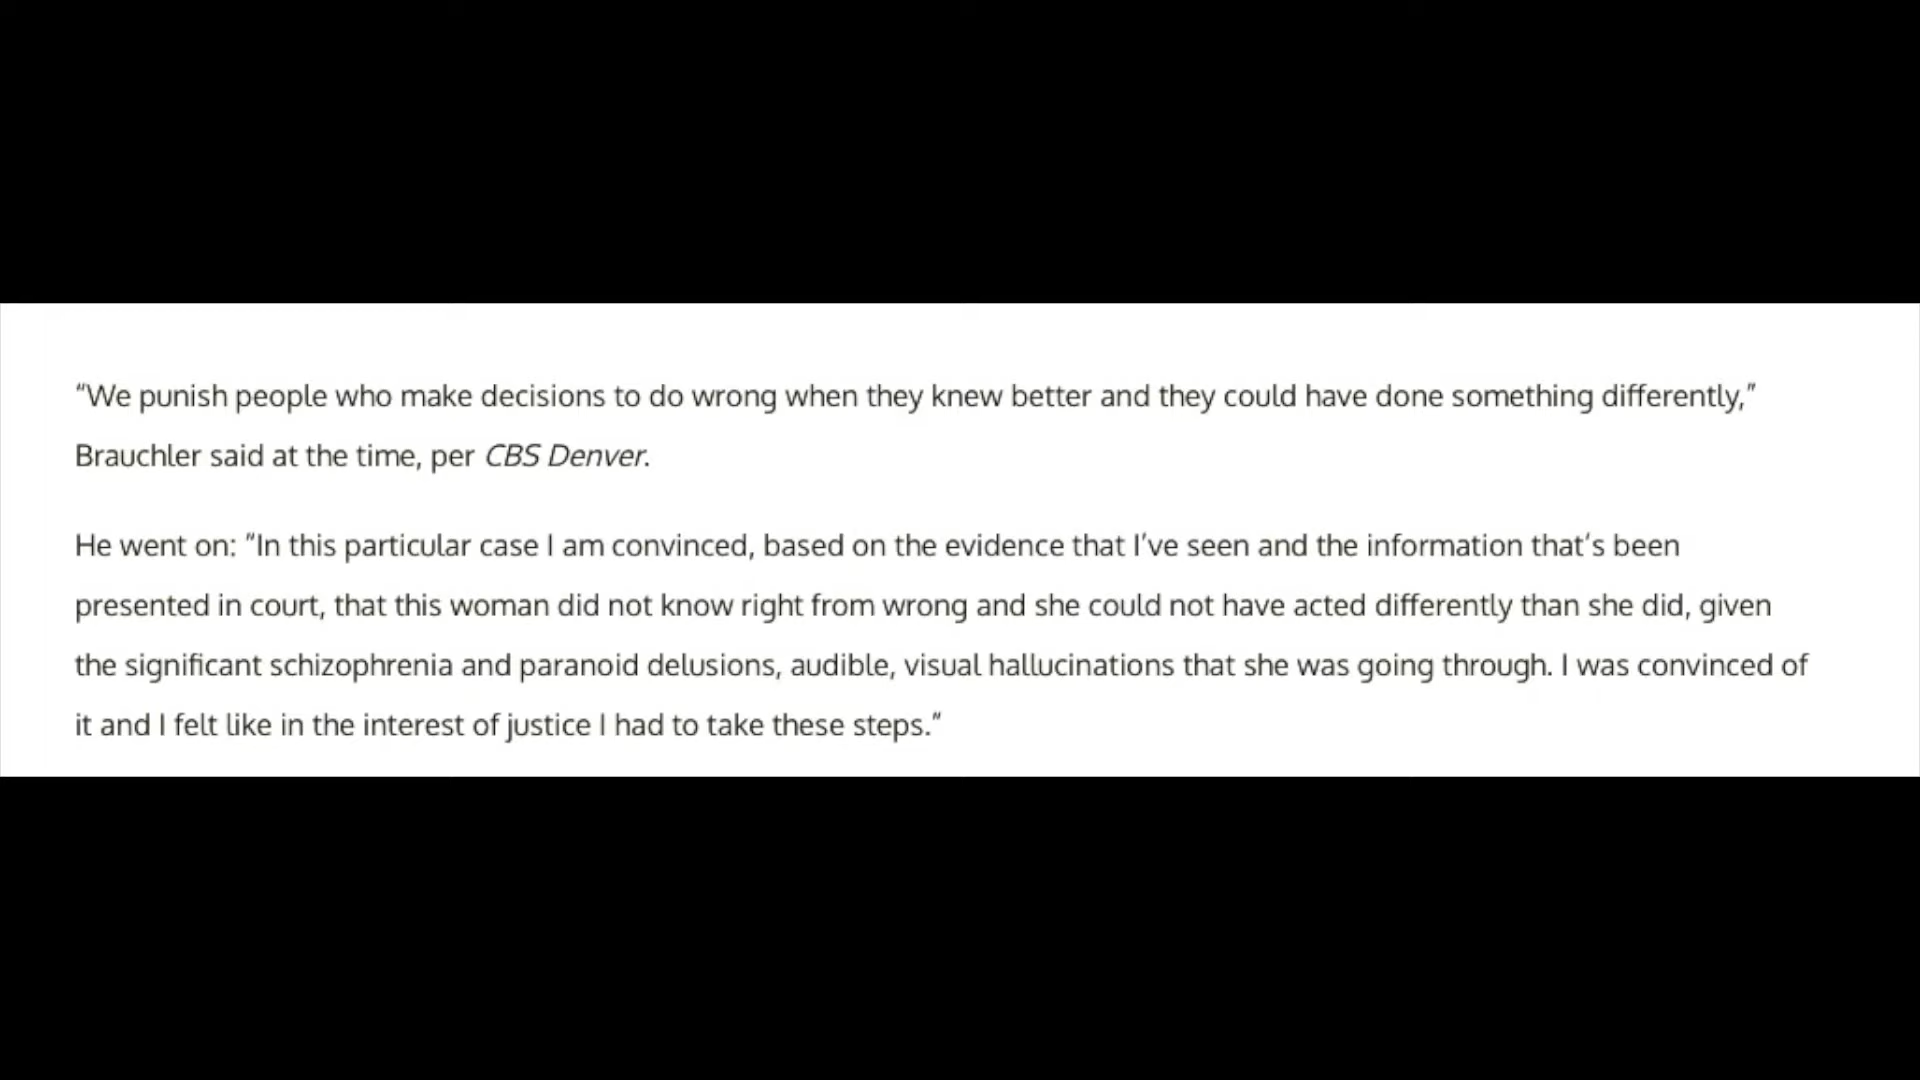 “We punish people who make decisions to do wrong when they knew better and they could have done something differently,”
Brauchler said at the time, per CBS Denver.
He went on: “In this particular case I am convinced, based on the evidence that I’ve seen and the information that’s been
presented in court, that this woman did not know right from wrong and she could not have acted differently than she did, given
the significant schizophrenia and paranoid delusions, audible, visual hallucinations that she was going through. I was convinced of
it and I felt like in the interest of justice I had to take these steps.”